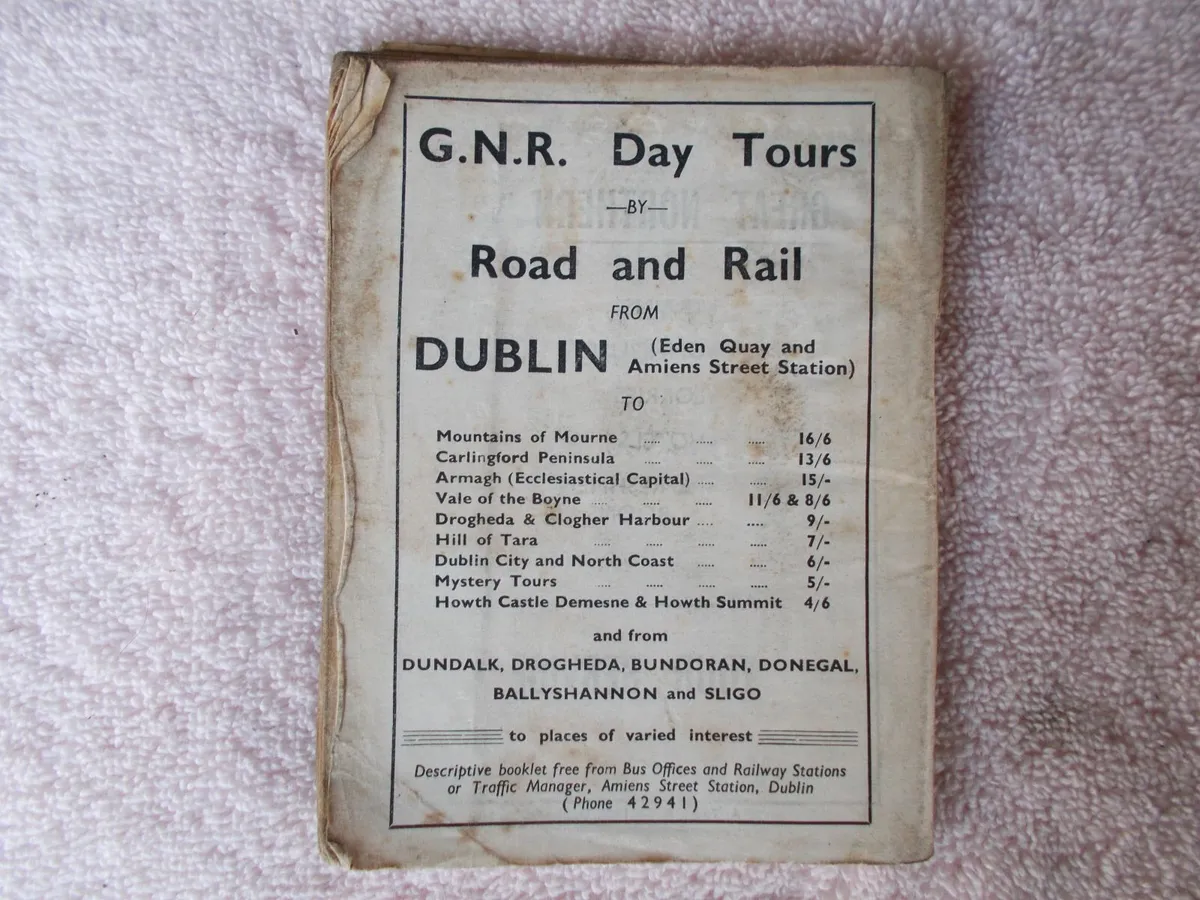 G.N.R. Day Tours
—BY—
Road and Rail
FROM
DUBLIN (Eden Quay and
Amiens Street Station)
TO
Mountains of Mourne ..... ..... .... 16/6
Carlingford Peninsula ..... ..... ..... 13/6
Armagh (Ecclesiastical Capital) ..... ..... 15/-
Vale of the Boyne .... ..... ..... 11/6 & 8/6
Drogheda & Clogher Harbour .... .... 9/-
Hill of Tara ..... ..... ..... ..... 7/-
Dublin City and North Coast ..... ..... 6/-
Mystery Tours .... ..... ..... ..... 5/-
Howth Castle Demesne & Howth Summit 4/6
and from
DUNDALK, DROGHEDA, BUNDORAN, DONEGAL,
BALLYSHANNON and SLIGO
to places of varied interest
Descriptive booklet free from Bus Offices and Railway Stations
or Traffic Manager, Amiens Street Station, Dublin
(Phone 42941)